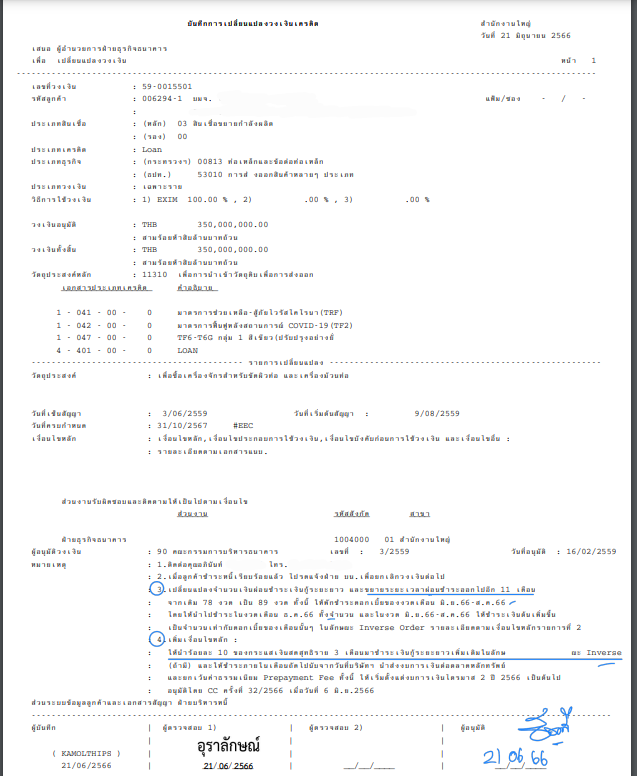 บันทึกการเปลี่ยนแปลงวงเงินเครดิต สำนักงานใหญ่
วันที่ 21 มิถุนายน 2566
เสนอ ผู้อำนวยการฝ่ายธุรกิจธนาคาร
เพื่อ เปลี่ยนแปลงวงเงิน หน้า 1
เลขที่วงเงิน : 59-0015501
รหัสลูกค้า : 006294-1 บมจ. แฟ้ม/ซอง - / -
:
ประเภทสินเชื่อ : (หลัก) 03 สินเชื่อขยายกำลังผลิต
: (รอง) 00
ประเภทเครดิต : Loan
ประเภทธุรกิจ : (กระทรวงฯ) 00813 ท่อเหล็กและข้อต่อท่อเหล็ก
: (ธปท.) 53010 การส่งออกสินค้าหลายๆ ประเภท
ประเภทวงเงิน : เฉพาะราย
วิธีการใช้วงเงิน : 1) EXIM 100.00 % , 2) .00 % , 3) .00 %
วงเงินอนุมัติ : THB 350,000,000.00
: สามร้อยห้าสิบล้านบาทถ้วน
วงเงินทั้งสิ้น : THB 350,000,000.00
: สามร้อยห้าสิบล้านบาทถ้วน
วัตถุประสงค์หลัก : 11310 เพื่อการนำเข้าวัตถุดิบเพื่อการส่งออก
เอกสารประเภทเครดิต คำอธิบาย
1 - 041 - 00 - 0 มาตรการช่วยเหลือ-สู้ภัยไวรัสโคโรนา(TRF)
1 - 042 - 00 - 0 มาตรการฟื้นฟูหลังสถานการณ์ COVID-19(TP2)
1 - 047 - 00 - 0 TF6-T6G กลุ่ม 1 สีเขียว(ปรับปรุงอย่างยั่
4 - 401 - 00 - 0 LOAN
รายการเปลี่ยนแปลง
วัตถุประสงค์ : เพื่อซื้อเครื่องจักรสำหรับขัดผิวท่อ และเครื่องม้วนท่อ
วันที่เซ็นสัญญา : 3/06/2559 วันที่เริ่มต้นสัญญา : 9/08/2559
วันที่ครบกำหนด : 31/10/2567 #EEC
เงื่อนไขหลัก : เงื่อนไขหลัก,เงื่อนไขประกอบการใช้วงเงิน,เงื่อนไขบังคับก่อนการใช้วงเงิน และเงื่อนไขอื่น :
: รายละเอียดตามเอกสารแนบ.
ส่วนงานรับผิดชอบและติดตามให้เป็นไปตามเงื่อนไข
ส่วนงาน รหัสสังกัด สาขา
ฝ่ายธุรกิจธนาคาร 1004000 01 สำนักงานใหญ่
ผู้อนุมัติวงเงิน : 90 คณะกรรมการบริหารธนาคาร เลขที่ : 3/2559 วันที่อนุมัติ : 16/02/2559
หมายเหตุ : 1.ติดต่อคุณอภินันท์ โทร.
: 2.เมื่อลูกค้าชำระหนี้เรียบร้อยแล้ว โปรดแจ้งฝ่าย บน.เพื่อยกเลิกวงเงินต่อไป
: 3.เปลี่ยนแปลงจำนวนเงินผ่อนชำระเงินกู้ระยะยาว และขยายระยะเวลาผ่อนชำระออกไปอีก 11 เดือน
: จากเดิม 78 งวด เป็น 89 งวด ทั้งนี้ ให้พักชำระดอกเบี้ยของงวดเดือน มิ.ย.66-ส.ค.66
: โดยให้นำไปชำระในงวดเดือน ธ.ค.66 ทั้งจำนวน และในงวด มิ.ย.66-ส.ค.66 ให้ชำระเงินต้นเพิ่มขึ้น
: เป็นจำนวนเท่ากับดอกเบี้ยของเดือนนั้นๆ ในลักษณะ Inverse Order รายละเอียดตามเงื่อนไขหลักรายการที่ 2
: 4.เพิ่มเงื่อนไขหลัก :
: ให้นำร้อยละ 10 ของกระแสเงินสดสุทธิราย 3 เดือนมาชำระเงินกู้ระยะยาวเพิ่มเติมในลักษณะ Inverse
: (ถ้ามี) และให้ชำระภายในเดือนถัดไปนับจากวันที่บริษัทฯ นำส่งงบการเงินต่อตลาดหลักทรัพย์
: และยกเว้นค่าธรรมเนียม Prepayment Fee ทั้งนี้ ให้เริ่มตั้งแต่งบการเงินไตรมาส 2 ปี 2566 เป็นต้นไป
: อนุมัติโดย CC ครั้งที่ 32/2566 เมื่อวันที่ 6 มิ.ย.2566
ส่วนระบบข้อมูลลูกค้าและเอกสารสัญญา ฝ่ายบริหารหนี้
ผู้บันทึก | ผู้ตรวจสอบ 1) | ผู้ตรวจสอบ 2) | ผู้อนุมัติ
( KAMOLTHIPS ) อุราลักษณ์
21/06/2566 21/ 06/ 2566 __/__/__ 21 06 66